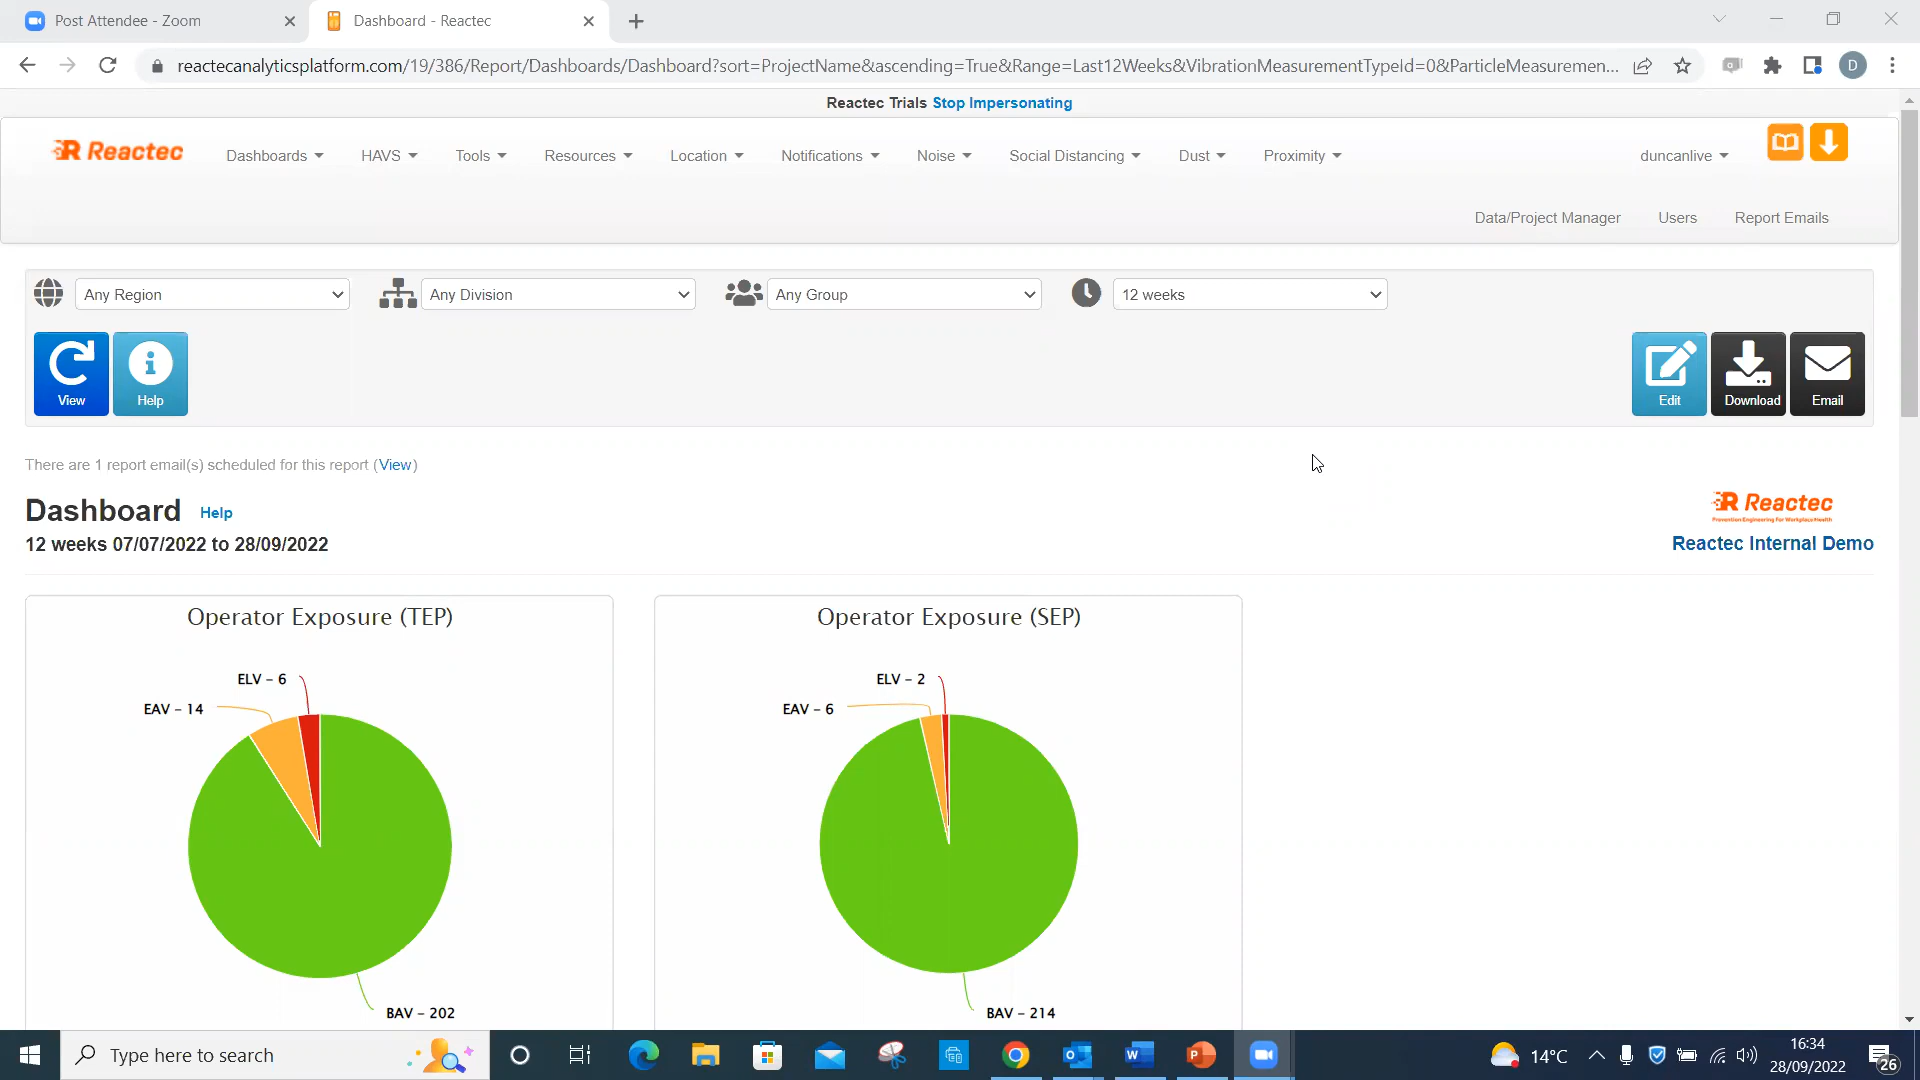 Post Attendee - Zoom
Dashboard - Reactec
reactecanalyticsplatform.com/19/386/Report/Dashboards/Dashboard?sort=ProjectName&ascending=True&Range=Last12Weeks&VibrationMeasurementTypeId=0&ParticleMeasuremen...
D
Reactec Trials Stop Impersonating
Reactec
Dashboards
HAVS
Tools
Resources
Location
Notifications
Noise
Social Distancing
Dust
Proximity
duncanlive
Data/Project Manager
Users
Report Emails
Any Region
Any Division
Any Group
12 weeks
View
Help
Edit
Download
Email
There are 1 report email(s) scheduled for this report (View)
Dashboard Help
12 weeks 07/07/2022 to 28/09/2022
Reactec
Prevention Engineering For Workplace Health
Reactec Internal Demo
Operator Exposure (TEP)
ELV – 6
EAV – 14
BAV – 202
Operator Exposure (SEP)
ELV – 2
EAV – 6
BAV – 214
Type here to search
14°C
16:34
28/09/2022
26